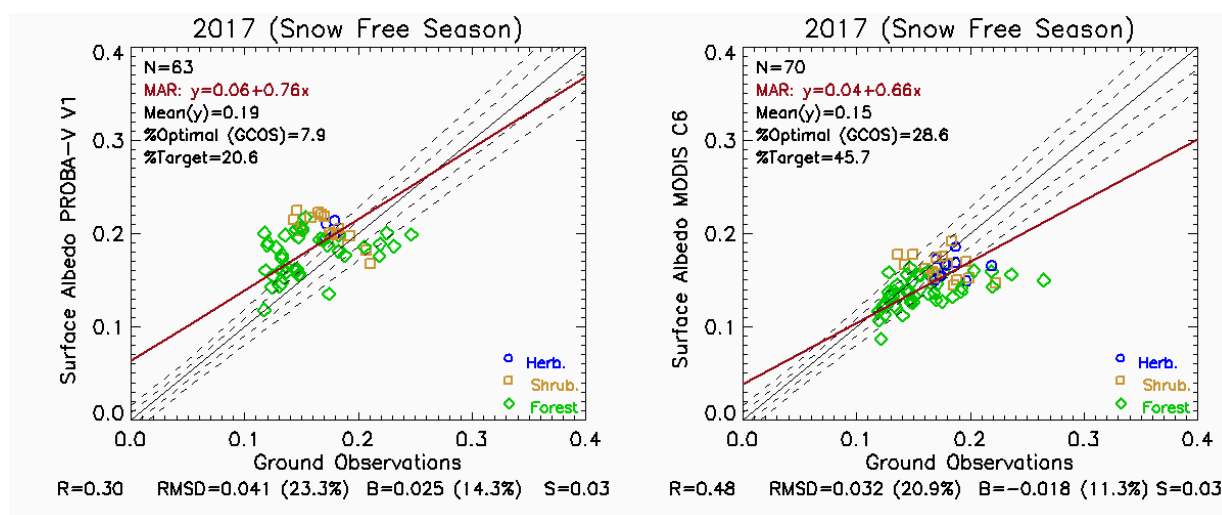 2017 (Snow Free Season)
0.4
0.3
0.2
0.1
0.0
Surface Albedo PROBA-V V1
N=63
MAR: y=0.06+0.76x
Mean(y)=0.19
%Optimal (GCOS)=7.9
%Target=20.6
Herb.
Shrub.
Forest
0.0 0.1 0.2 0.3 0.4
Ground Observations
R=0.30 RMSD=0.041 (23.3%) B=0.025 (14.3%) S=0.03
2017 (Snow Free Season)
0.4
0.3
0.2
0.1
0.0
Surface Albedo MODIS C6
N=70
MAR: y=0.04+0.66x
Mean(y)=0.15
%Optimal (GCOS)=28.6
%Target=45.7
Herb.
Shrub.
Forest
0.0 0.1 0.2 0.3 0.4
Ground Observations
R=0.48 RMSD=0.032 (20.9%) B=-0.018 (11.3%) S=0.03